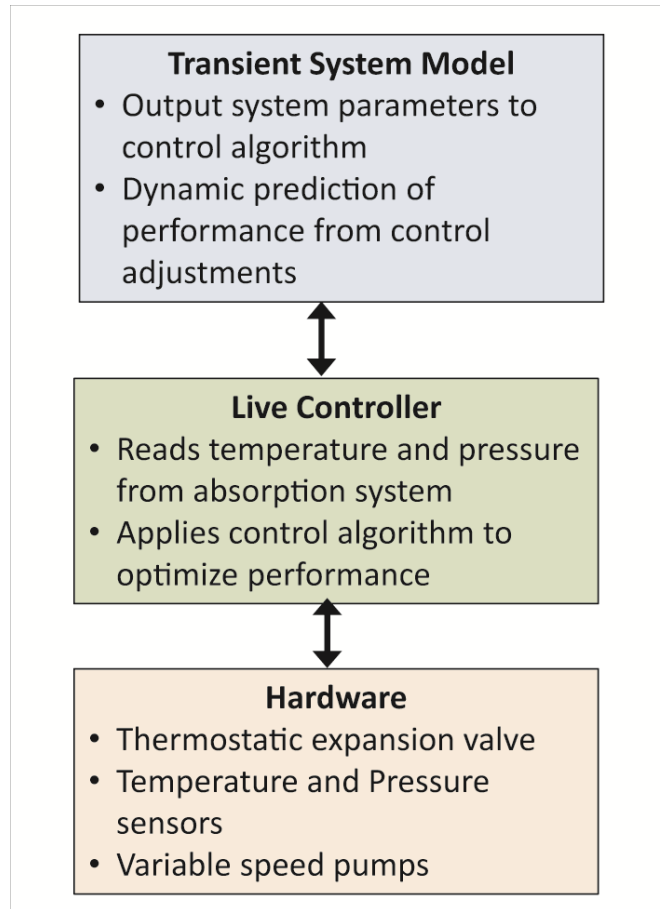 Transient System Model
• Output system parameters to
control algorithm
• Dynamic prediction of
performance from control
adjustments
Live Controller
• Reads temperature and pressure
from absorption system
• Applies control algorithm to
optimize performance
Hardware
• Thermostatic expansion valve
• Temperature and Pressure
sensors
• Variable speed pumps